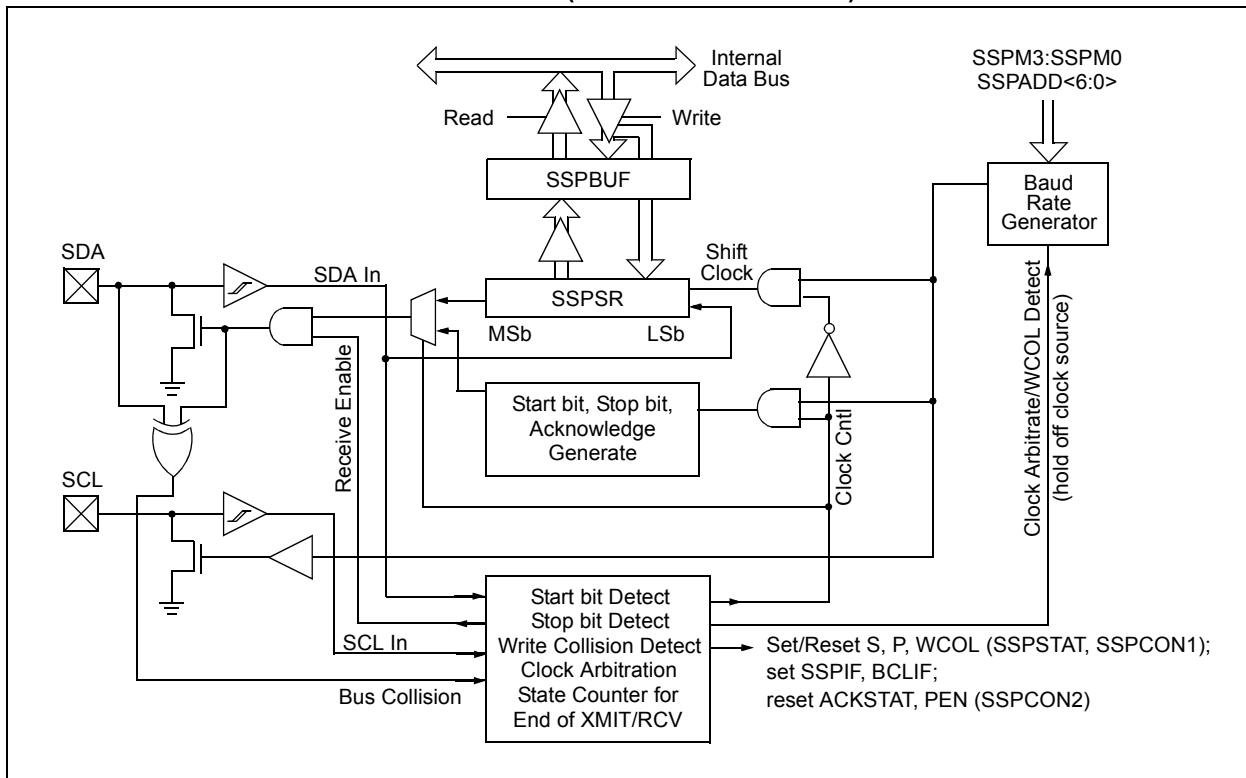 Internal
Data Bus
SSPM3:SSPM0
SSPADD<6:0>
Read
Write
SSPBUF
Baud
Rate
Generator
SDA
SDA In
Shift
Clock
SSPSR
MSb
LSb
Receive Enable
Start bit, Stop bit,
Acknowledge
Generate
Clock Cntl
Clock Arbitrate/WCOL Detect
(hold off clock source)
SCL
SCL In
Bus Collision
Start bit Detect
Stop bit Detect
Write Collision Detect
Clock Arbitration
State Counter for
End of XMIT/RCV
Set/Reset S, P, WCOL (SSPSTAT, SSPCON1);
set SSPIF, BCLIF;
reset ACKSTAT, PEN (SSPCON2)